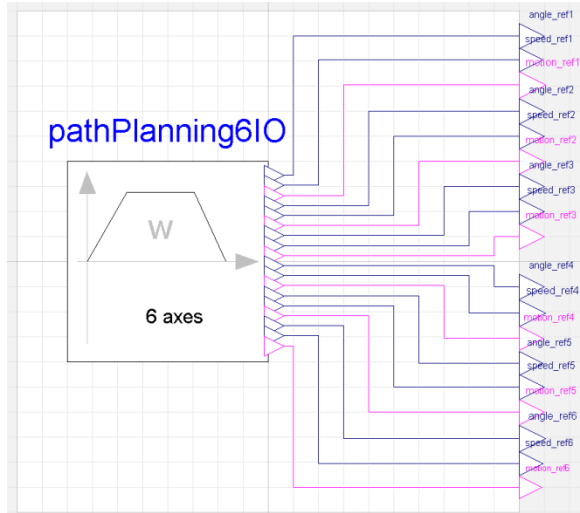 angle_ref1
speed_ref1
motion_ref1
angle_ref2
speed_ref2
motion_ref2
angle_ref3
speed_ref3
motion_ref3
angle_ref4
speed_ref4
motion_ref4
angle_ref5
speed_ref5
motion_ref5
angle_ref6
speed_ref6
motion_ref6
pathPlanning6IO
W
6 axes